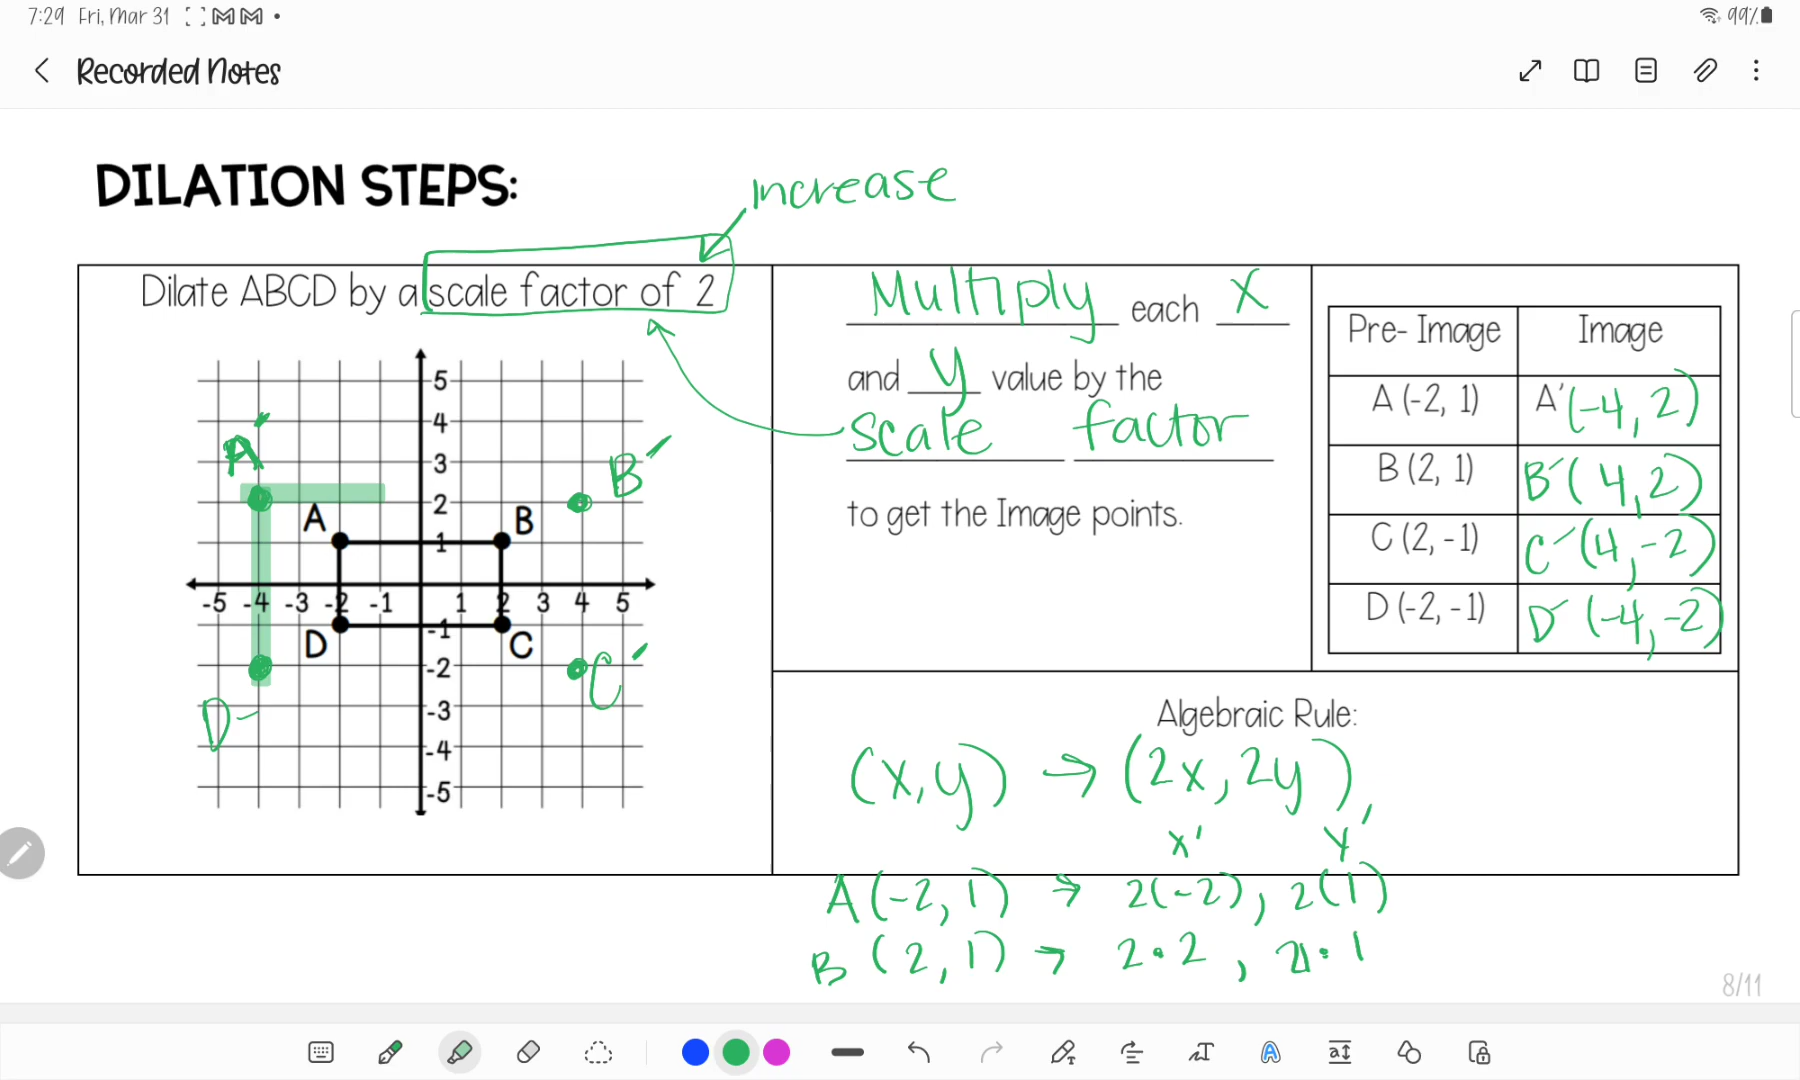 7:29 Fri, Mar 31
99%
Recorded Notes
DILATION STEPS:
Increase
Dilate ABCD by a scale factor of 2
Multiply each x
and y value by the
scale factor
to get the Image points.
Pre- Image Image
A (-2, 1) A'(-4, 2)
B (2, 1) B'(4, 2)
C (2, -1) C'(4, -2)
D (-2, -1) D'(-4, -2)
5
4
A'
3
B'
2
A B
1
-5 -4 -3 -2 -1 1 2 3 4 5
-1
D C
-2
C'
-3
D'
-4
-5
Algebraic Rule:
(x, y) → (2x, 2y)
x' y'
A (-2, 1) → 2(-2), 2(1)
B (2, 1) → 2·2, 2·1
8/11